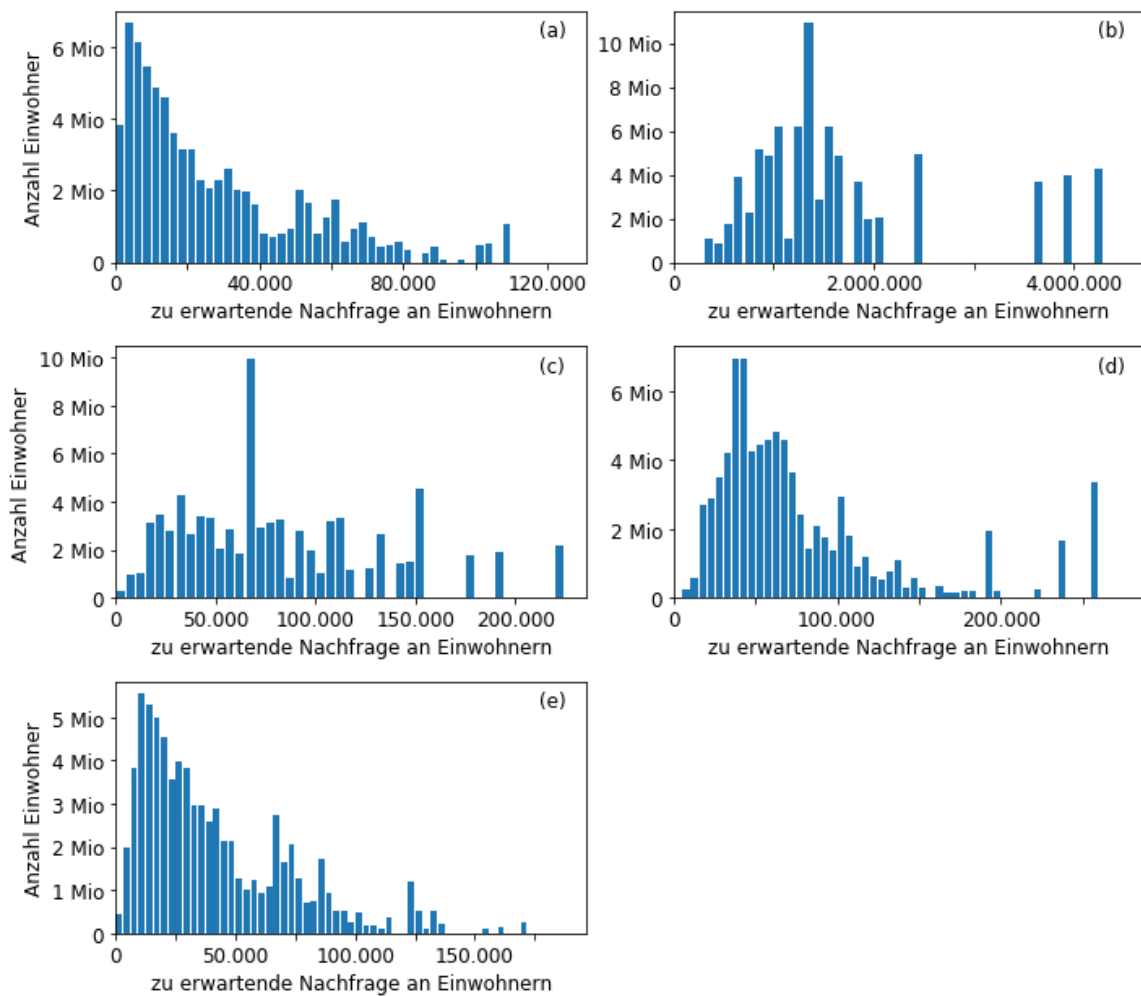 (a)
6 Mio
4 Mio
2 Mio
0
Anzahl Einwohner
0 40.000 80.000 120.000
zu erwartende Nachfrage an Einwohnern
(b)
10 Mio
8 Mio
6 Mio
4 Mio
2 Mio
0
0 2.000.000 4.000.000
zu erwartende Nachfrage an Einwohnern
(c)
10 Mio
8 Mio
6 Mio
4 Mio
2 Mio
0
Anzahl Einwohner
0 50.000 100.000 150.000 200.000
zu erwartende Nachfrage an Einwohnern
(d)
6 Mio
4 Mio
2 Mio
0
0 100.000 200.000
zu erwartende Nachfrage an Einwohnern
(e)
5 Mio
4 Mio
3 Mio
2 Mio
1 Mio
0
Anzahl Einwohner
0 50.000 100.000 150.000
zu erwartende Nachfrage an Einwohnern